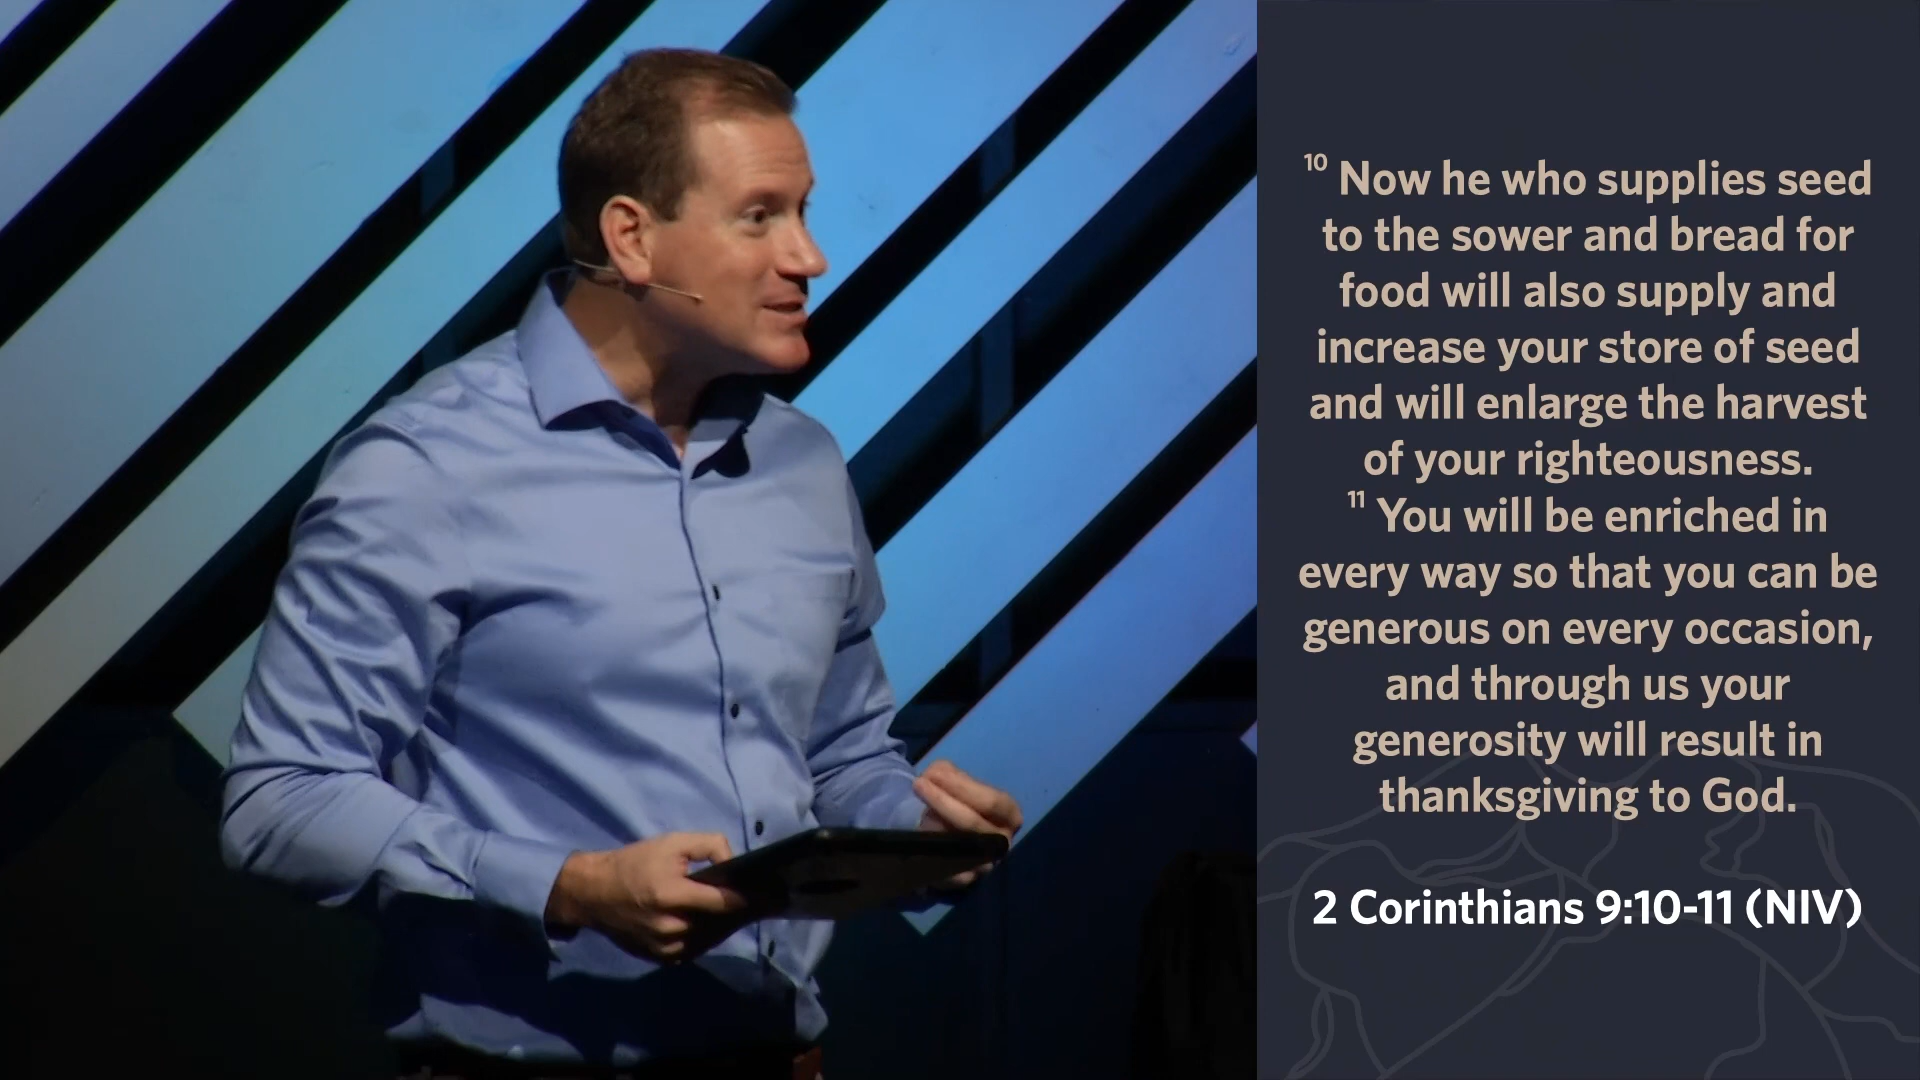 10 Now he who supplies seed
to the sower and bread for
food will also supply and
increase your store of seed
and will enlarge the harvest
of your righteousness.
11 You will be enriched in
every way so that you can be
generous on every occasion,
and through us your
generosity will result in
thanksgiving to God.
2 Corinthians 9:10-11 (NIV)